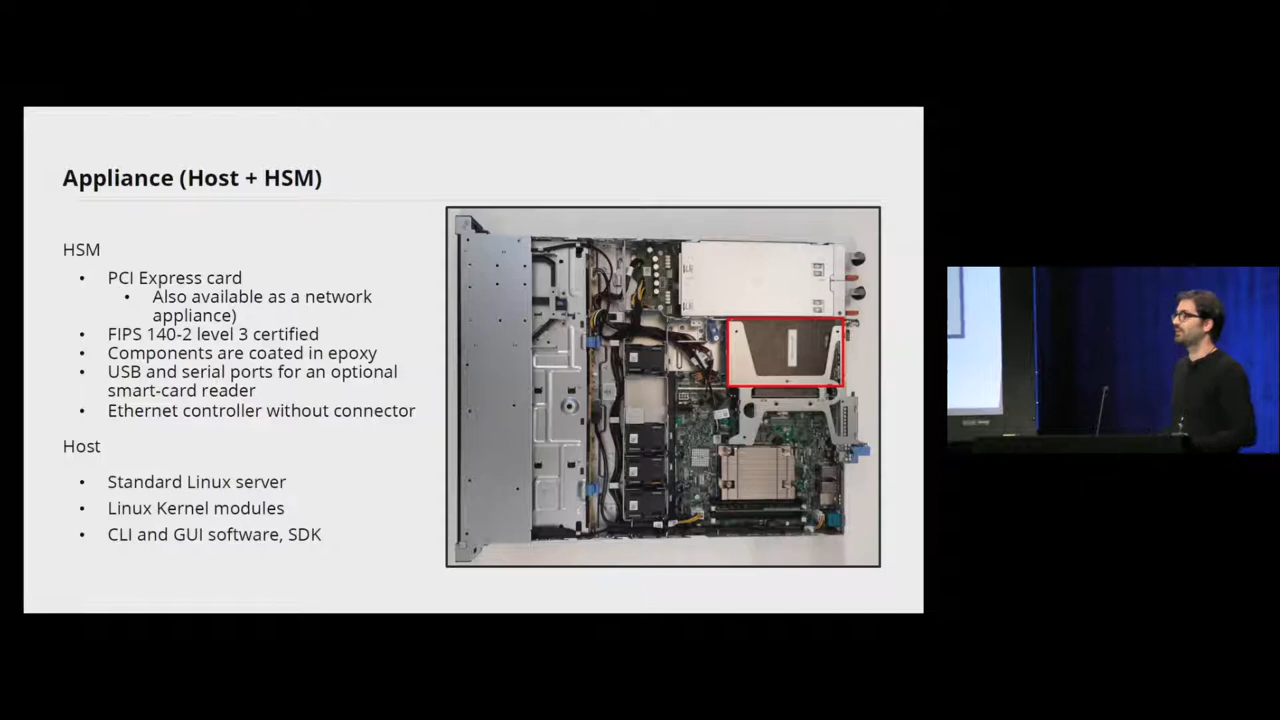 Appliance (Host + HSM)
HSM
• PCI Express card
• Also available as a network
appliance)
• FIPS 140-2 level 3 certified
• Components are coated in epoxy
• USB and serial ports for an optional
smart-card reader
• Ethernet controller without connector
Host
• Standard Linux server
• Linux Kernel modules
• CLI and GUI software, SDK